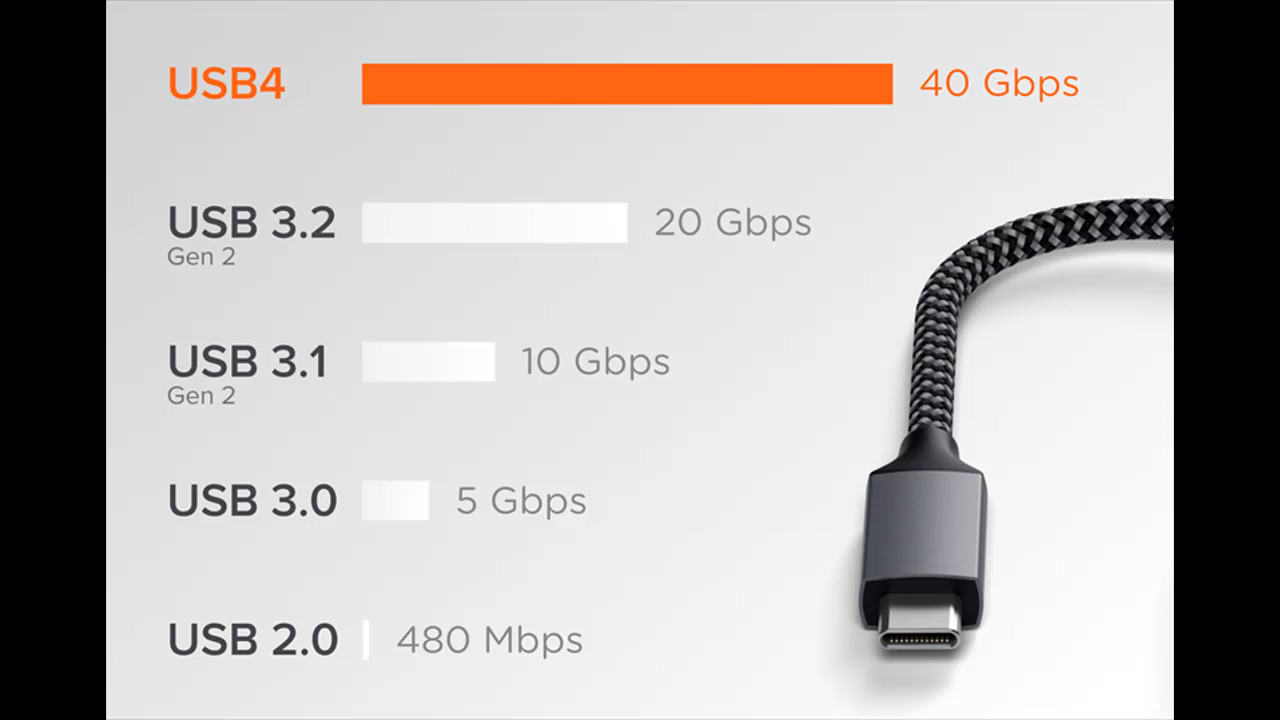 USB4 40 Gbps
USB 3.2 20 Gbps
Gen 2
USB 3.1 10 Gbps
Gen 2
USB 3.0 5 Gbps
USB 2.0 480 Mbps